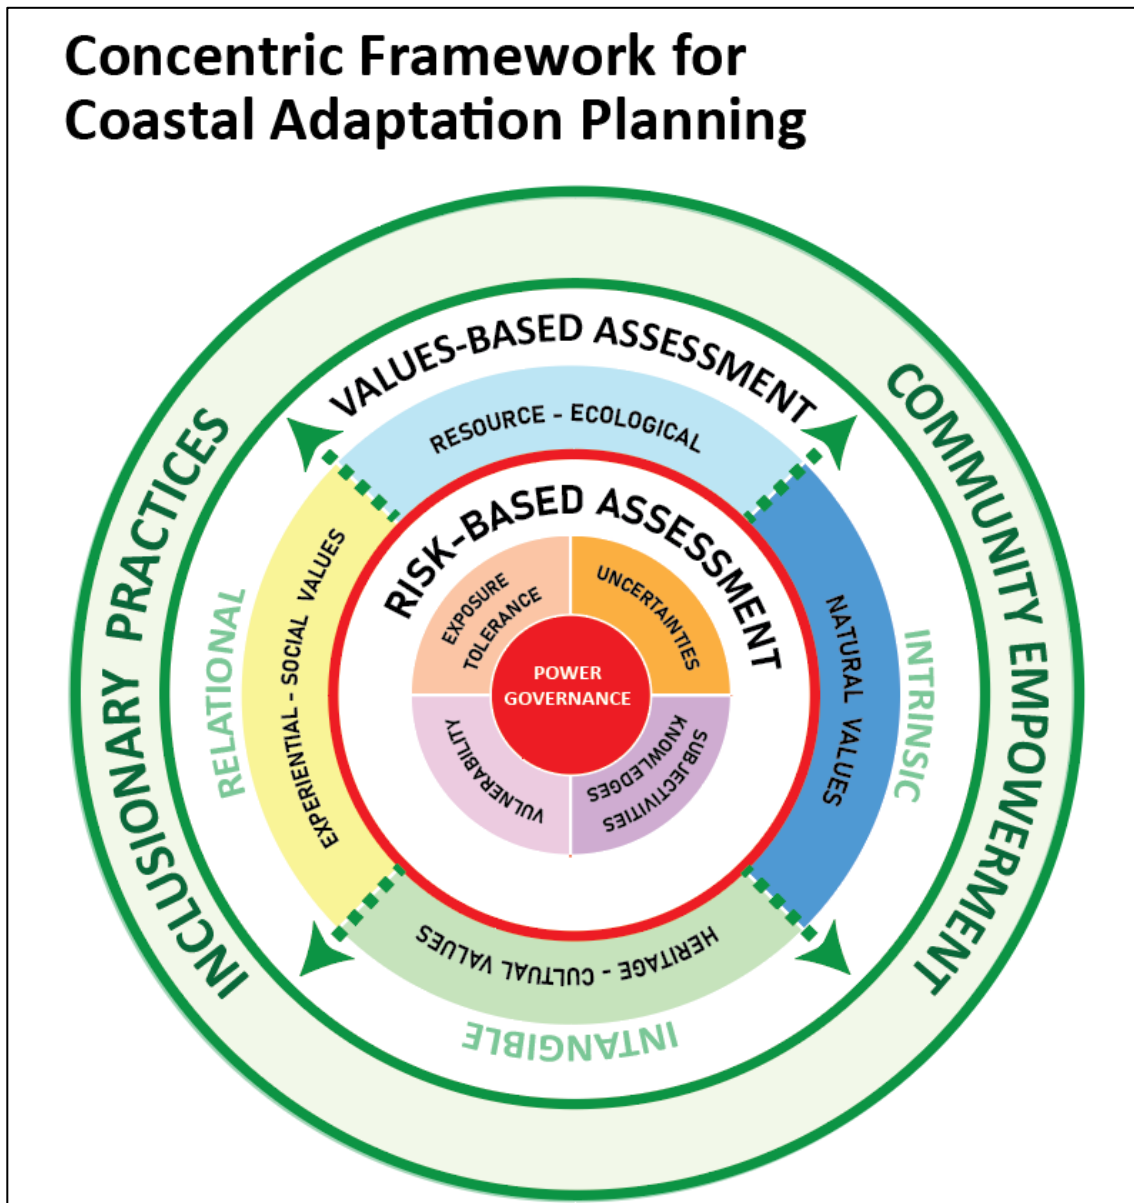 Concentric Framework for
Coastal Adaptation Planning
INCLUSIONARY PRACTICES
COMMUNITY EMPOWERMENT
VALUES-BASED ASSESSMENT
RESOURCE - ECOLOGICAL
EXPERIENTIAL - SOCIAL VALUES
NATURAL VALUES
HERITAGE - CULTUAL VALUES
RELATIONAL
INTRINSIC
INTANGIBLE
RISK-BASED ASSESSMENT
EXPOSURE
TOLERANCE
UNCERTAINTIES
VULNERABILITY
SUBJECTIVITIES
KNOWLEDGES
POWER
GOVERNANCE